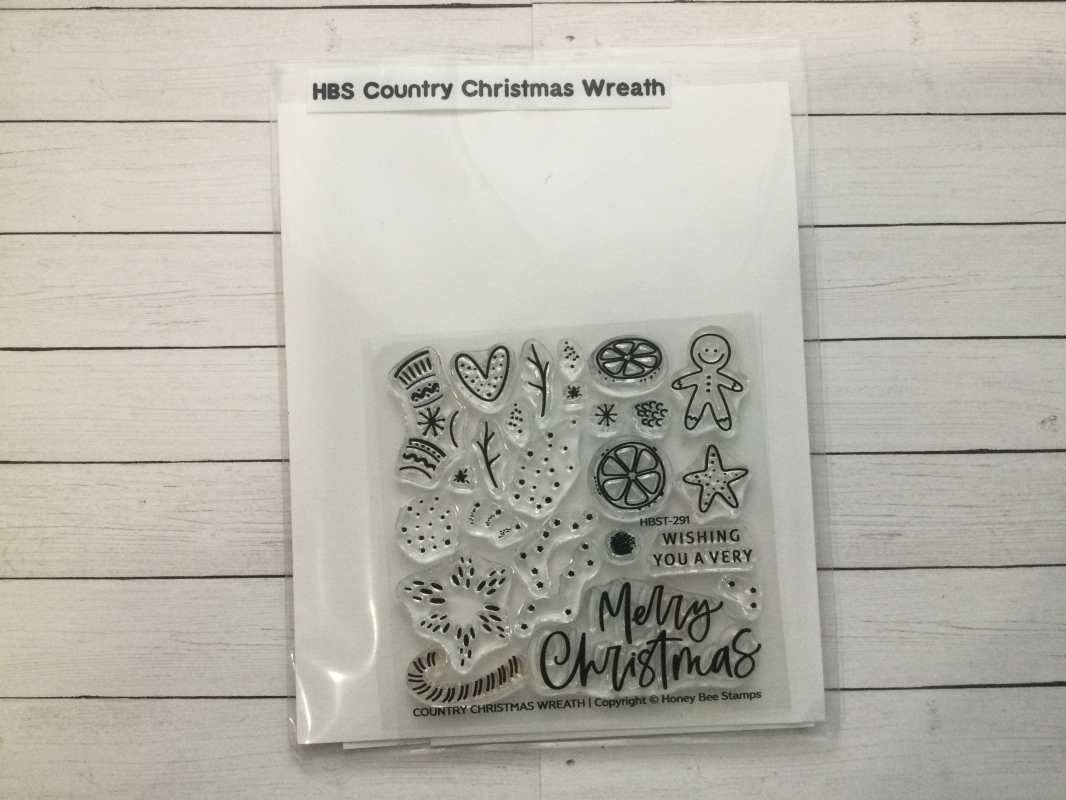 HBS Country Christmas Wreath
HBST-291
WISHING
YOU A VERY
Merry
Christmas
COUNTRY CHRISTMAS WREATH | Copyright © Honey Bee Stamps